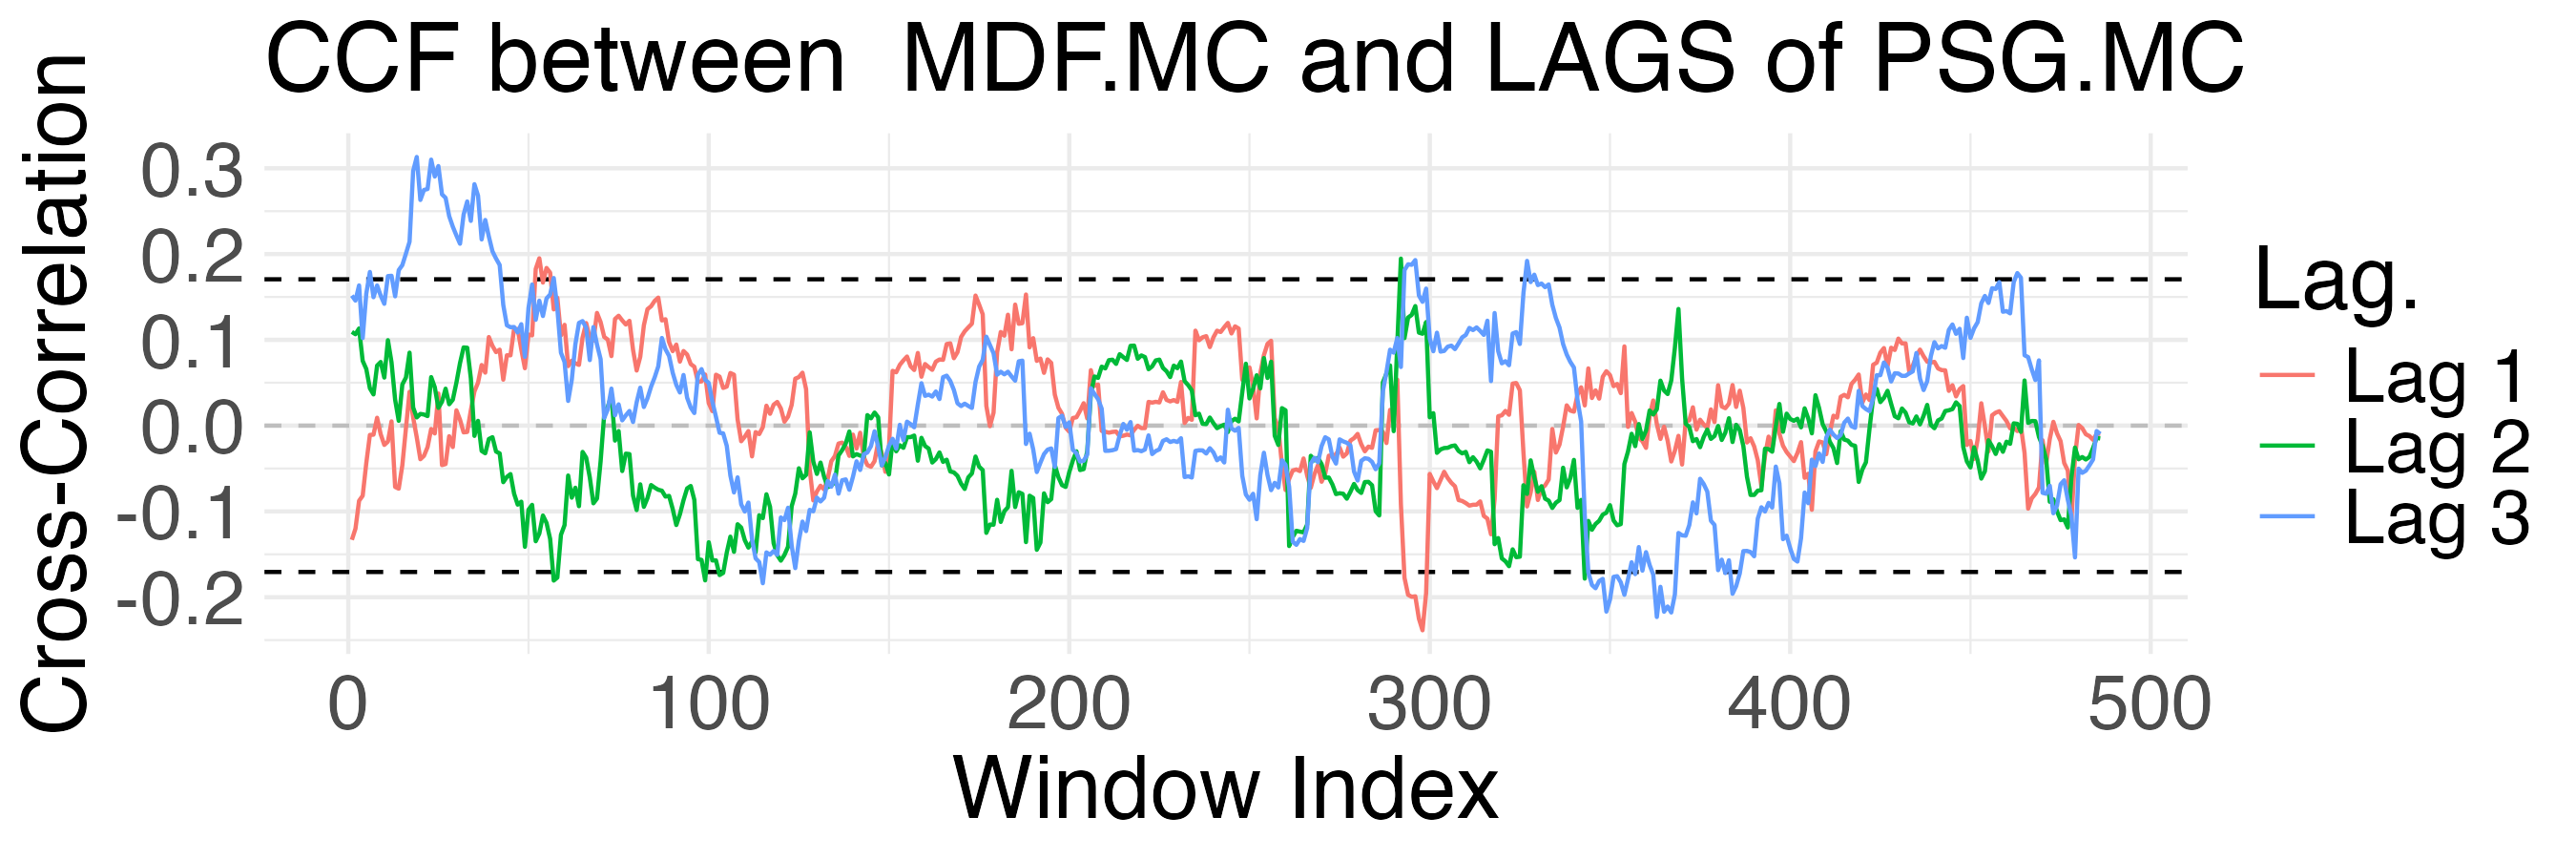 CCF between  MDF.MC and LAGS of PSG.MC
Cross-Correlation
0.3
0.2
0.1
0.0
-0.1
-0.2
0 100 200 300 400 500
Window Index
Lag.
Lag 1
Lag 2
Lag 3